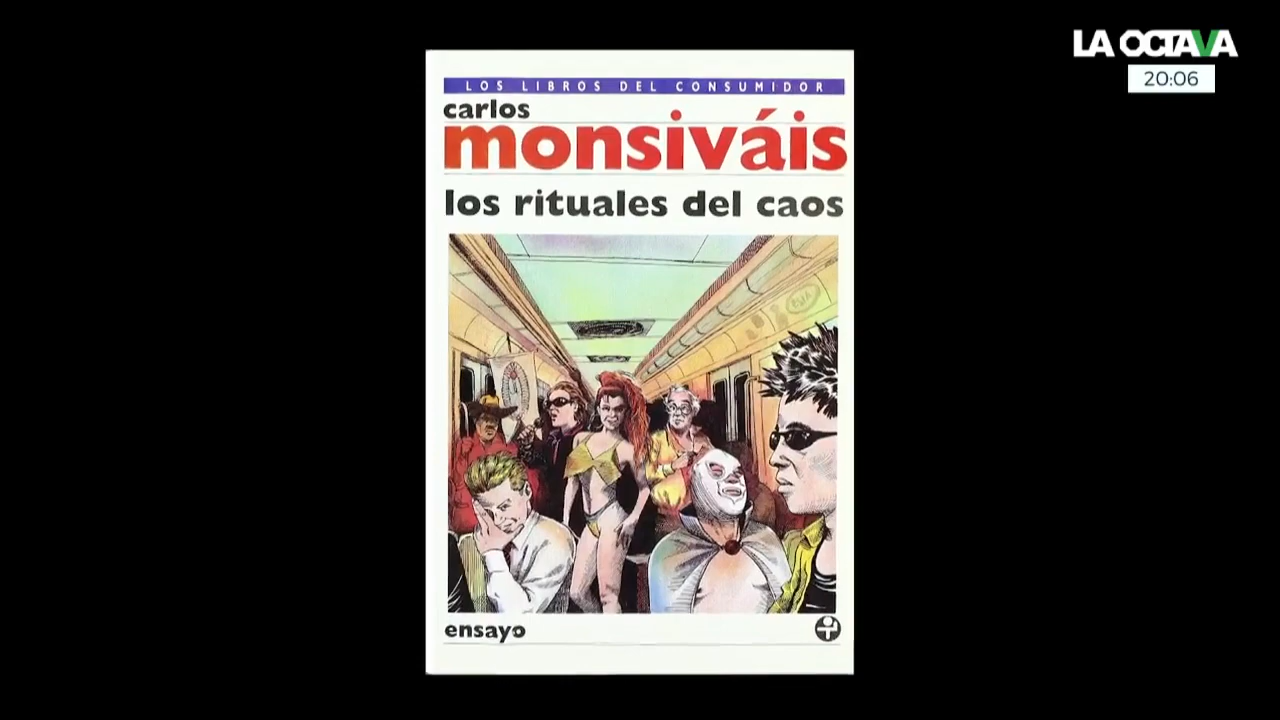 LA OCTAVA
20:06
LOS LIBROS DEL CONSUMIDOR
carlos
monsiváis
los rituales del caos
ensayo